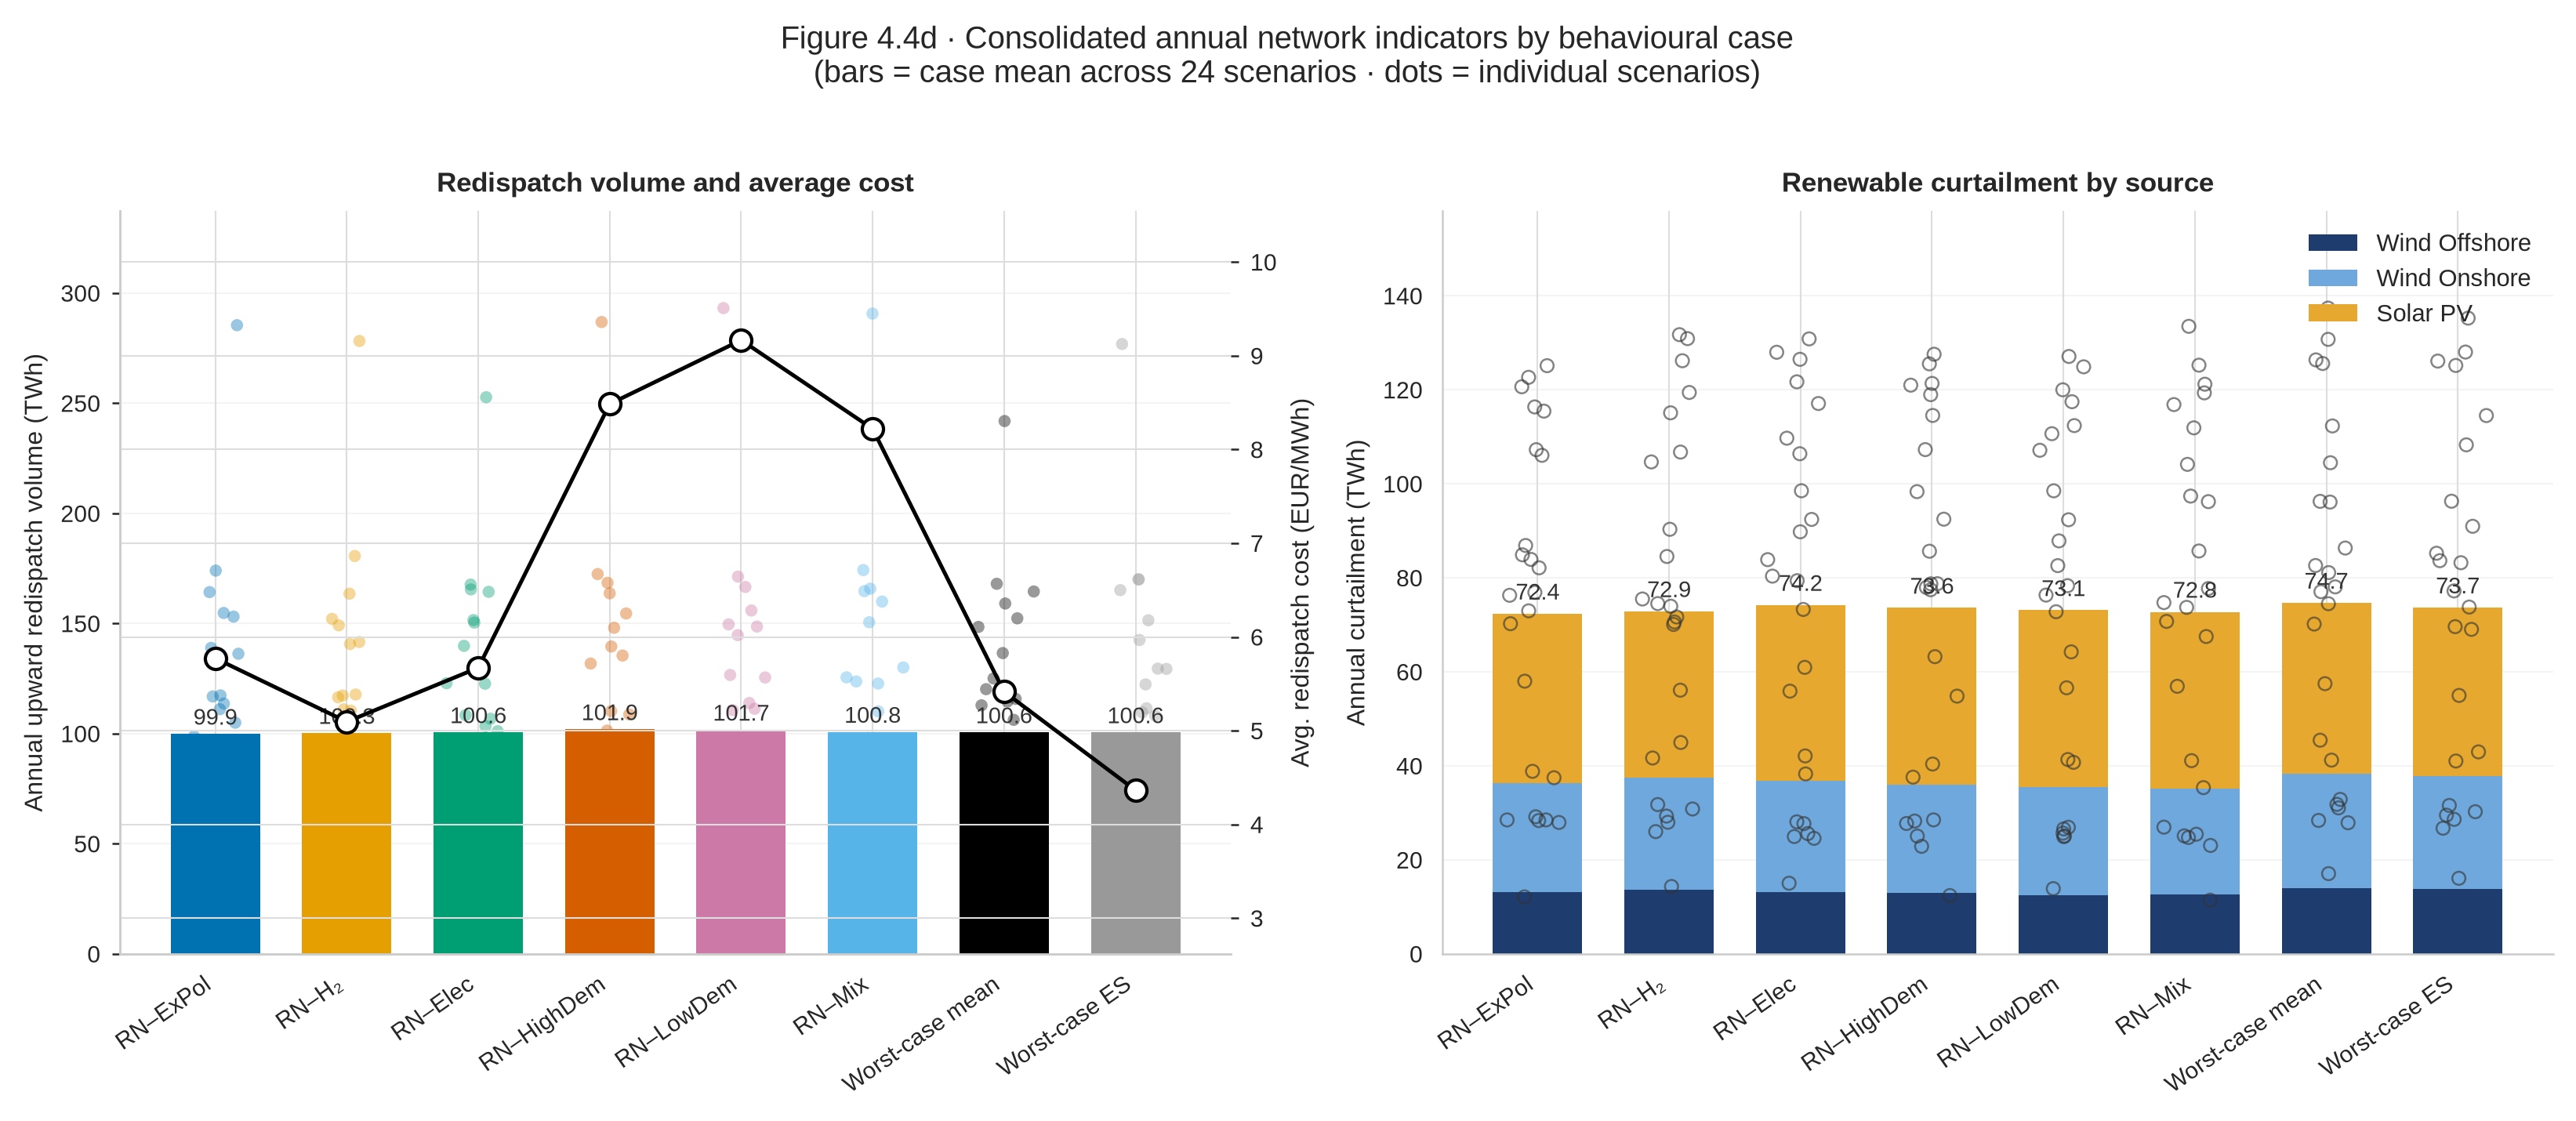 Figure 4.4d · Consolidated annual network indicators by behavioural case
(bars = case mean across 24 scenarios · dots = individual scenarios)
Redispatch volume and average cost
Annual upward redispatch volume (TWh)
300
250
200
150
100
50
0
99.9
100.6
101.9
101.7
100.8
100.6
100.6
10
9
8
7
6
5
4
3
Avg. redispatch cost (EUR/MWh)
RN–ExPol
RN–H₂
RN–Elec
RN–HighDem
RN–LowDem
RN–Mix
Worst-case mean
Worst-case ES
Renewable curtailment by source
Wind Offshore
Wind Onshore
Solar PV
Annual curtailment (TWh)
140
120
100
80
60
40
20
0
72.4
72.9
74.2
73.6
73.1
72.8
74.7
73.7
RN–ExPol
RN–H₂
RN–Elec
RN–HighDem
RN–LowDem
RN–Mix
Worst-case mean
Worst-case ES